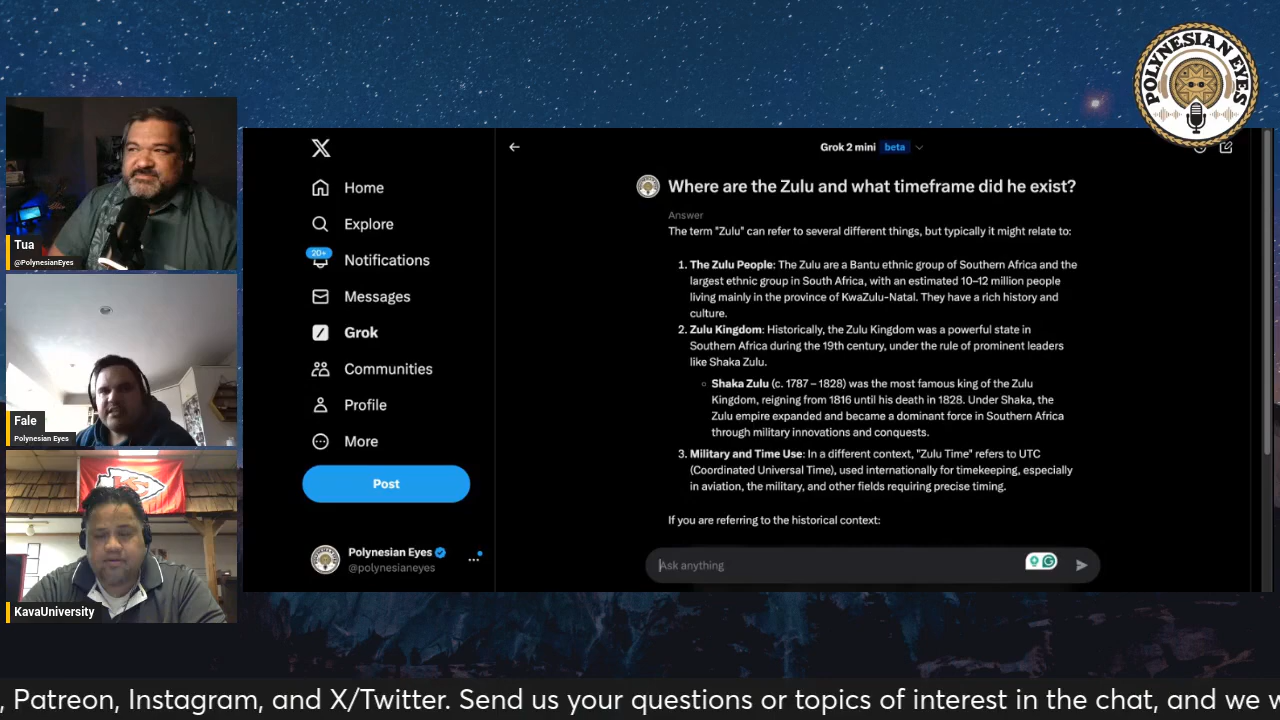 POLYNESIAN EYES
Tua
@PolynesianEyes
Fale
Polynesian Eyes
KC
KavaUniversity
X
Home
Explore
20+
Notifications
Messages
Grok
Communities
Profile
More
Post
Polynesian Eyes
@polynesianeyes
Grok 2 mini beta
Where are the Zulu and what timeframe did he exist?
Answer
The term "Zulu" can refer to several different things, but typically it might relate to:
1. The Zulu People: The Zulu are a Bantu ethnic group of Southern Africa and the
largest ethnic group in South Africa, with an estimated 10–12 million people
living mainly in the province of KwaZulu-Natal. They have a rich history and
culture.
2. Zulu Kingdom: Historically, the Zulu Kingdom was a powerful state in
Southern Africa during the 19th century, under the rule of prominent leaders
like Shaka Zulu.
Shaka Zulu (c. 1787 – 1828) was the most famous king of the Zulu
Kingdom, reigning from 1816 until his death in 1828. Under Shaka, the
Zulu empire expanded and became a dominant force in Southern Africa
through military innovations and conquests.
3. Military and Time Use: In a different context, "Zulu Time" refers to UTC
(Coordinated Universal Time), used internationally for timekeeping, especially
in aviation, the military, and other fields requiring precise timing.
If you are referring to the historical context:
Ask anything
, Patreon, Instagram, and X/Twitter. Send us your questions or topics of interest in the chat, and we